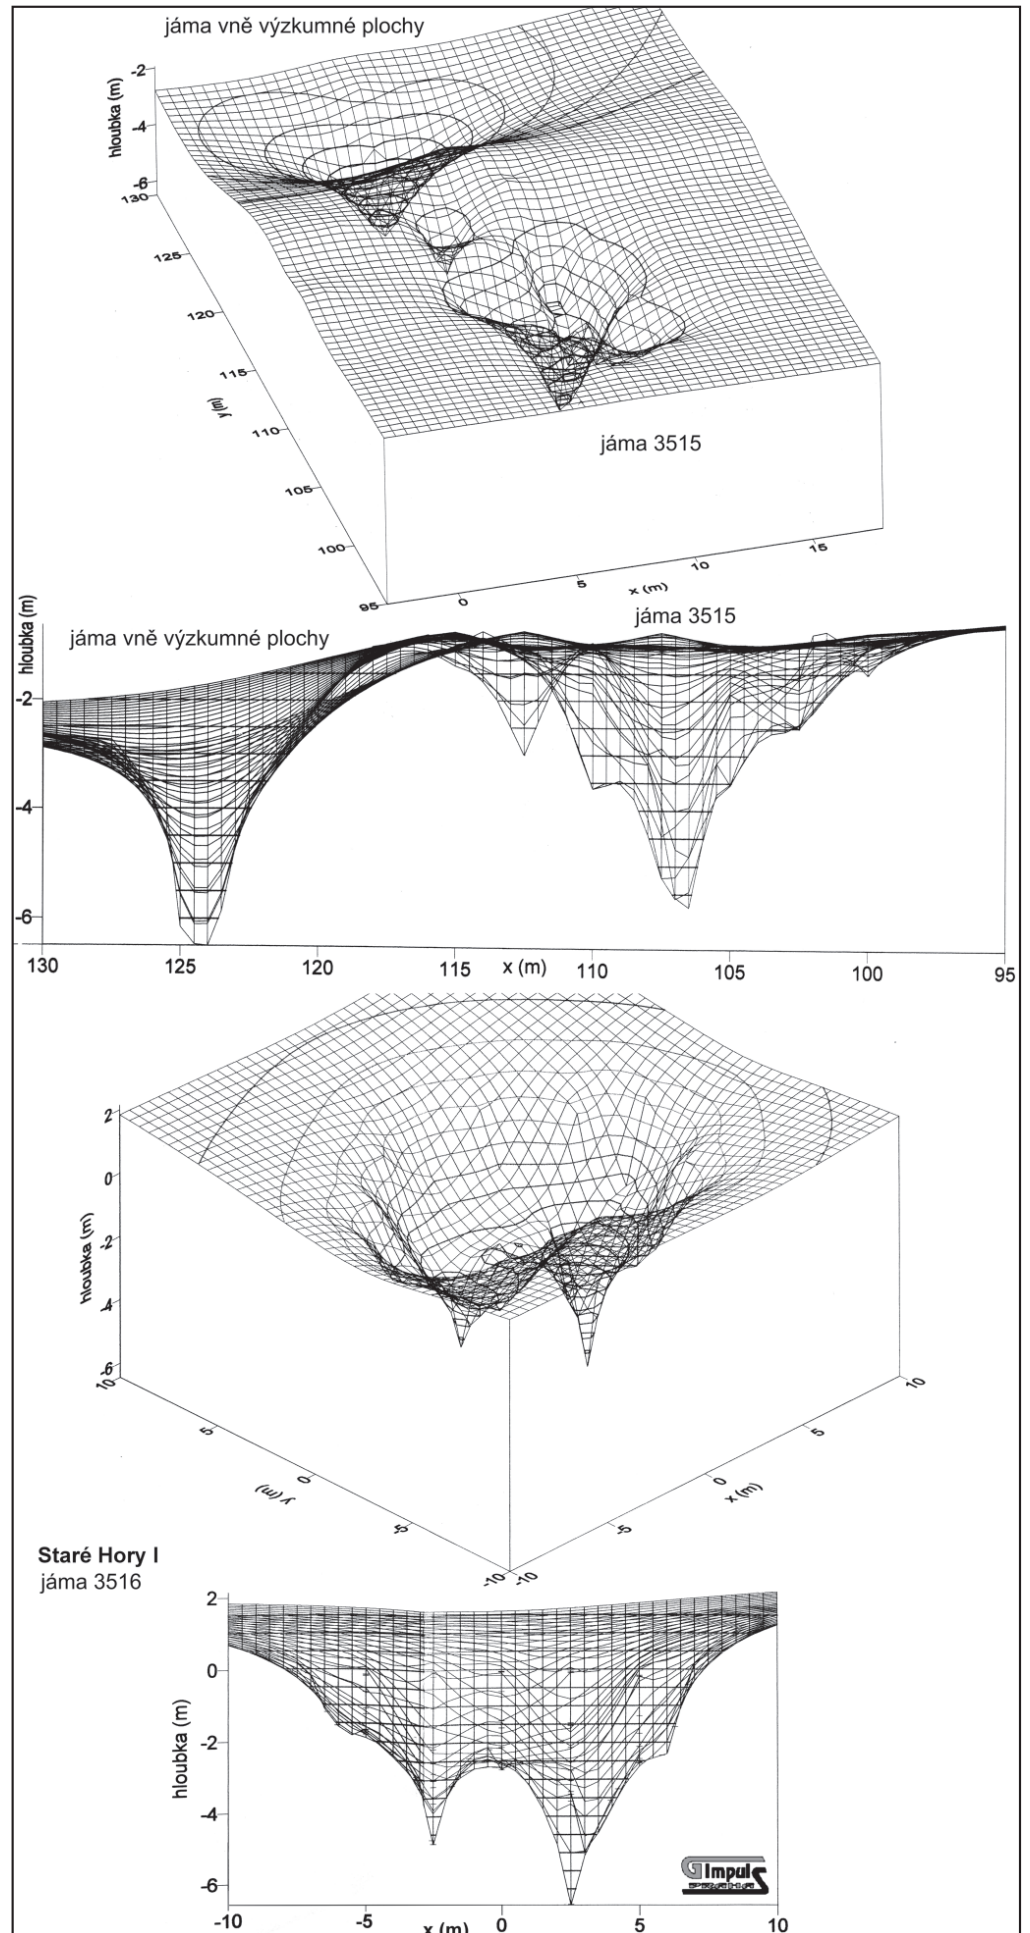 jáma vně výzkumné plochy
hloubka (m)
-2
-4
-6
130
125
120
115
y(m)
110
105
100
95
0
5
10
15
x (m)
jáma 3515
hloubka (m)
jáma vně výzkumné plochy
jáma 3515
-2
-4
-6
130 125 120 115 x (m) 110 105 100 95
2
0
-2
-4
-6
hloubka (m)
10
5
0
y(m)
-5
-10
-10
-5
0
x (m)
5
10
Staré Hory I
jáma 3516
2
0
-2
-4
-6
hloubka (m)
G Impuls
PRAHA
-10 -5 x (m) 0 5 10